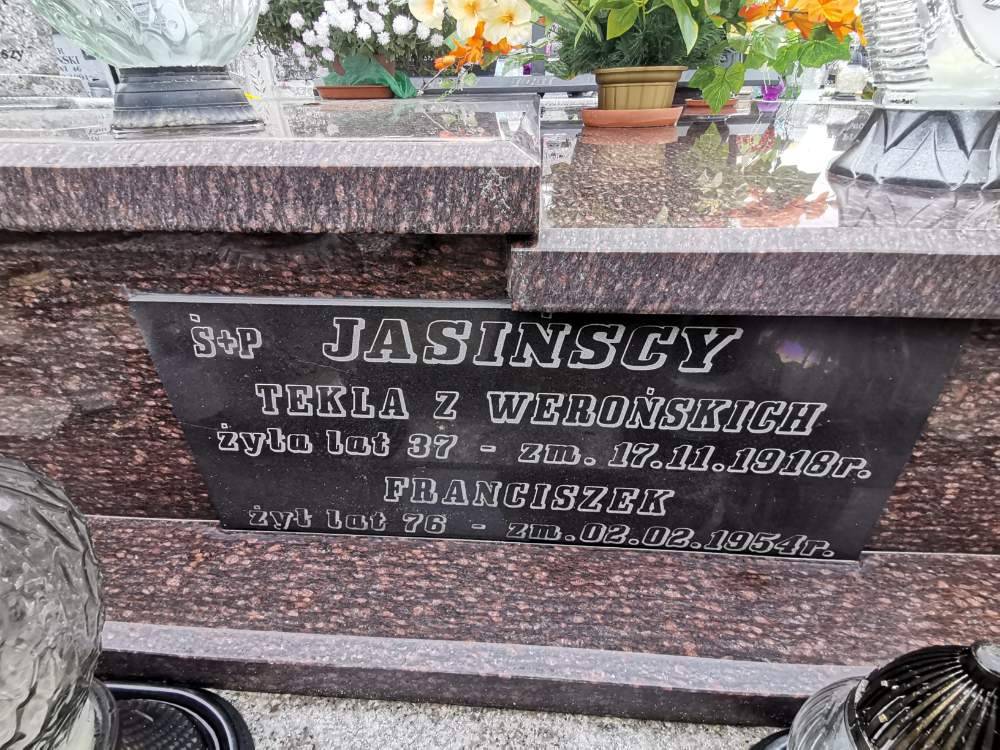 Ś+P JASIŃSCY
TEKLA Z WEROŃSKICH
żyła lat 37 - zm. 17.11.1918r.
FRANCISZEK
żył lat 76 - zm. 02.02.1954r.